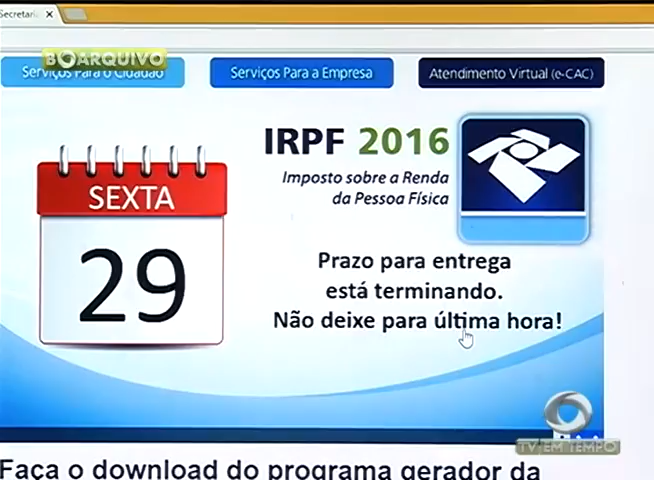 Secretari
BOARQUIVO
Serviços Para o Cidadão
Serviços Para a Empresa
Atendimento Virtual (e-CAC)
IRPF 2016
Imposto sobre a Renda
da Pessoa Física
SEXTA
29
Prazo para entrega
está terminando.
Não deixe para última hora!
TV EM TEMPO
Faça o download do programa gerador da